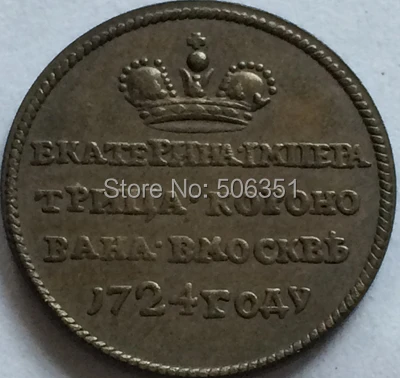 ЕКАТЕРИНА·IМПЕРА
Store No: 506351
ТРИЦА·КОРОНО
ВАНА·ВМОСКВѢ
1724 ГОДУ